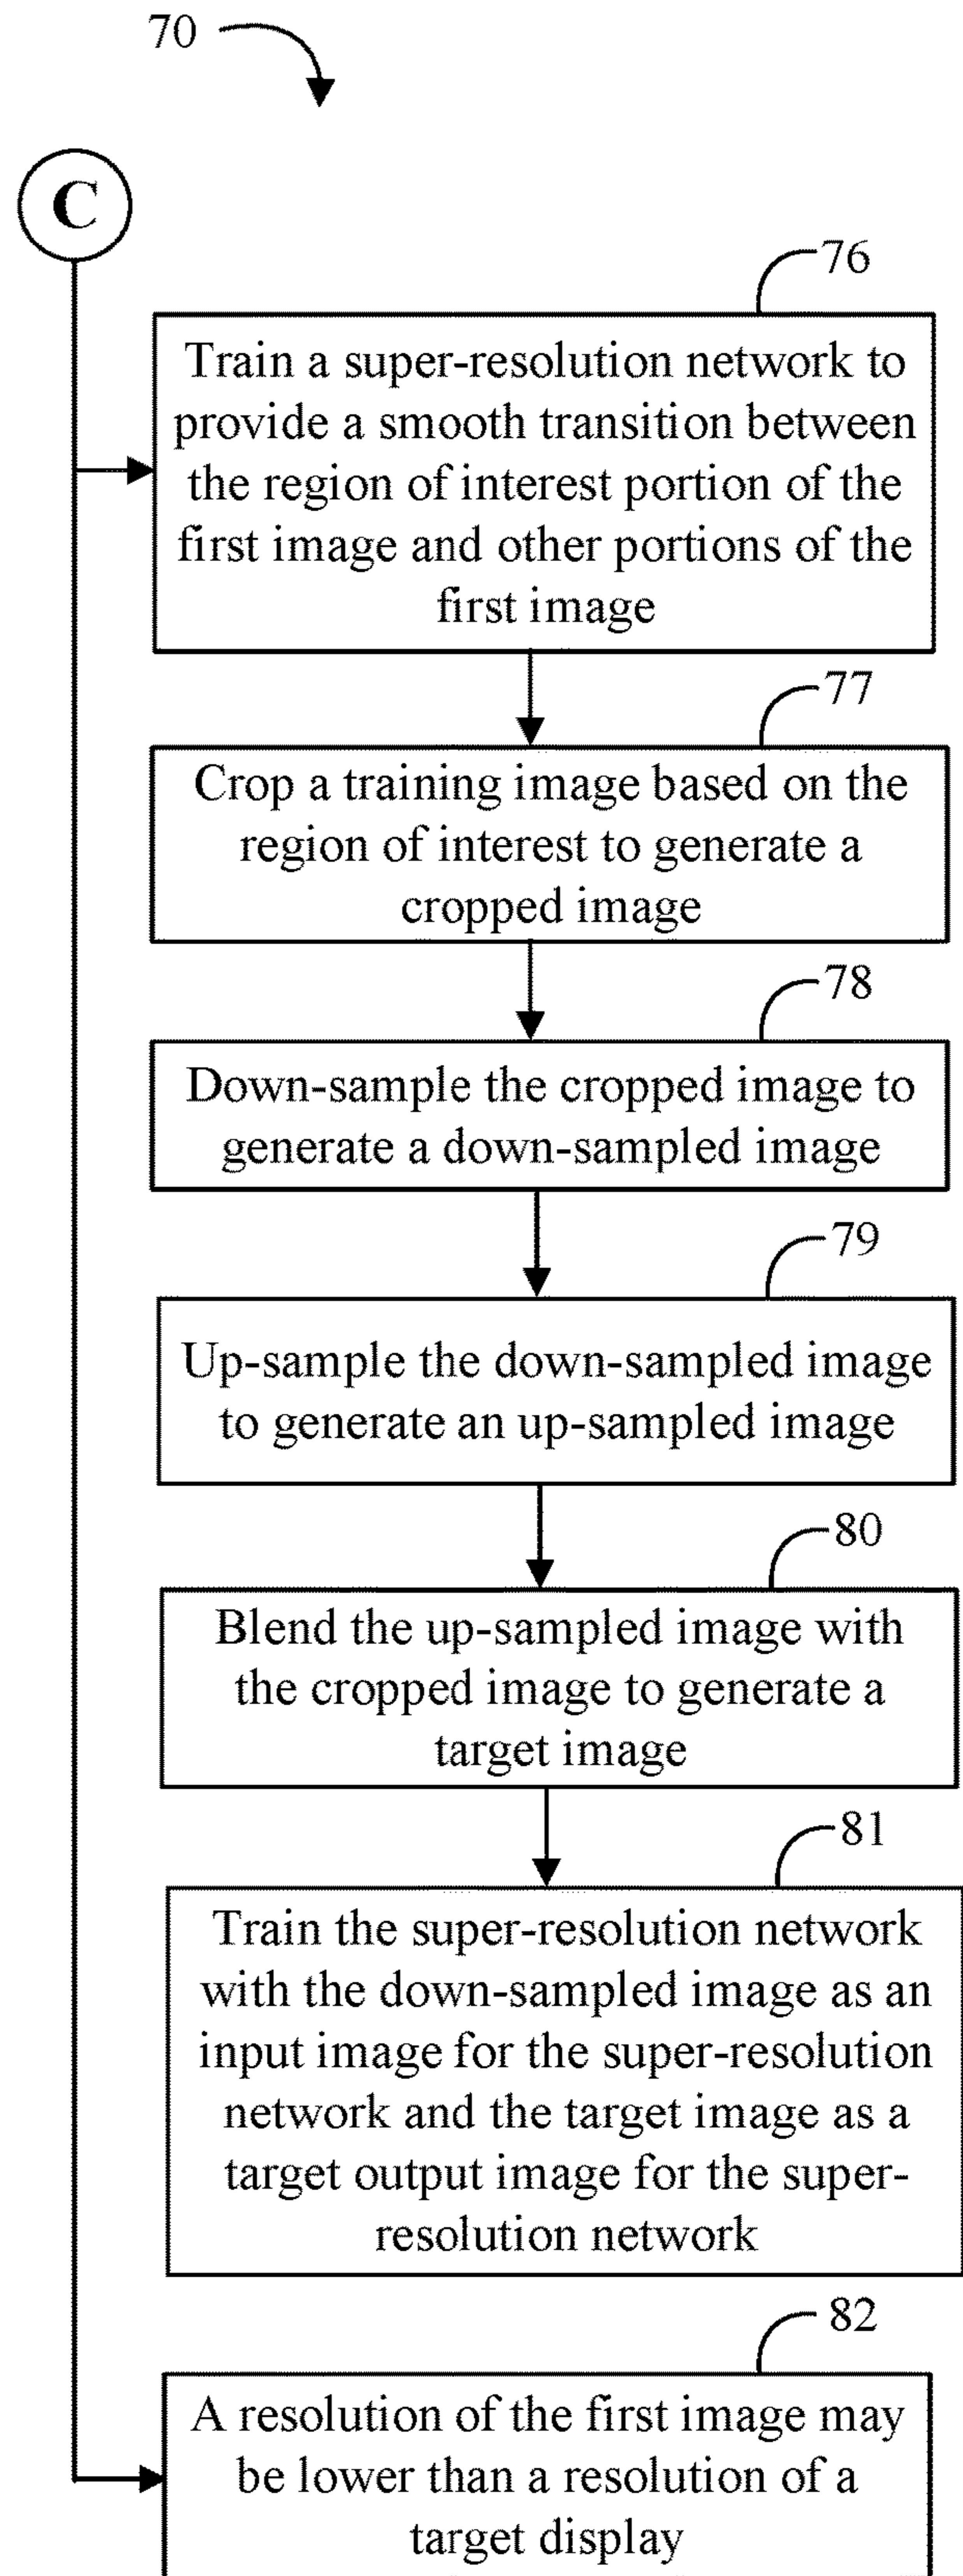 70
C
76
Train a super-resolution network to
provide a smooth transition between
the region of interest portion of the
first image and other portions of the
first image
77
Crop a training image based on the
region of interest to generate a
cropped image
78
Down-sample the cropped image to
generate a down-sampled image
79
Up-sample the down-sampled image
to generate an up-sampled image
80
Blend the up-sampled image with
the cropped image to generate a
target image
81
Train the super-resolution network
with the down-sampled image as an
input image for the super-resolution
network and the target image as a
target output image for the super-
resolution network
82
A resolution of the first image may
be lower than a resolution of a
target display